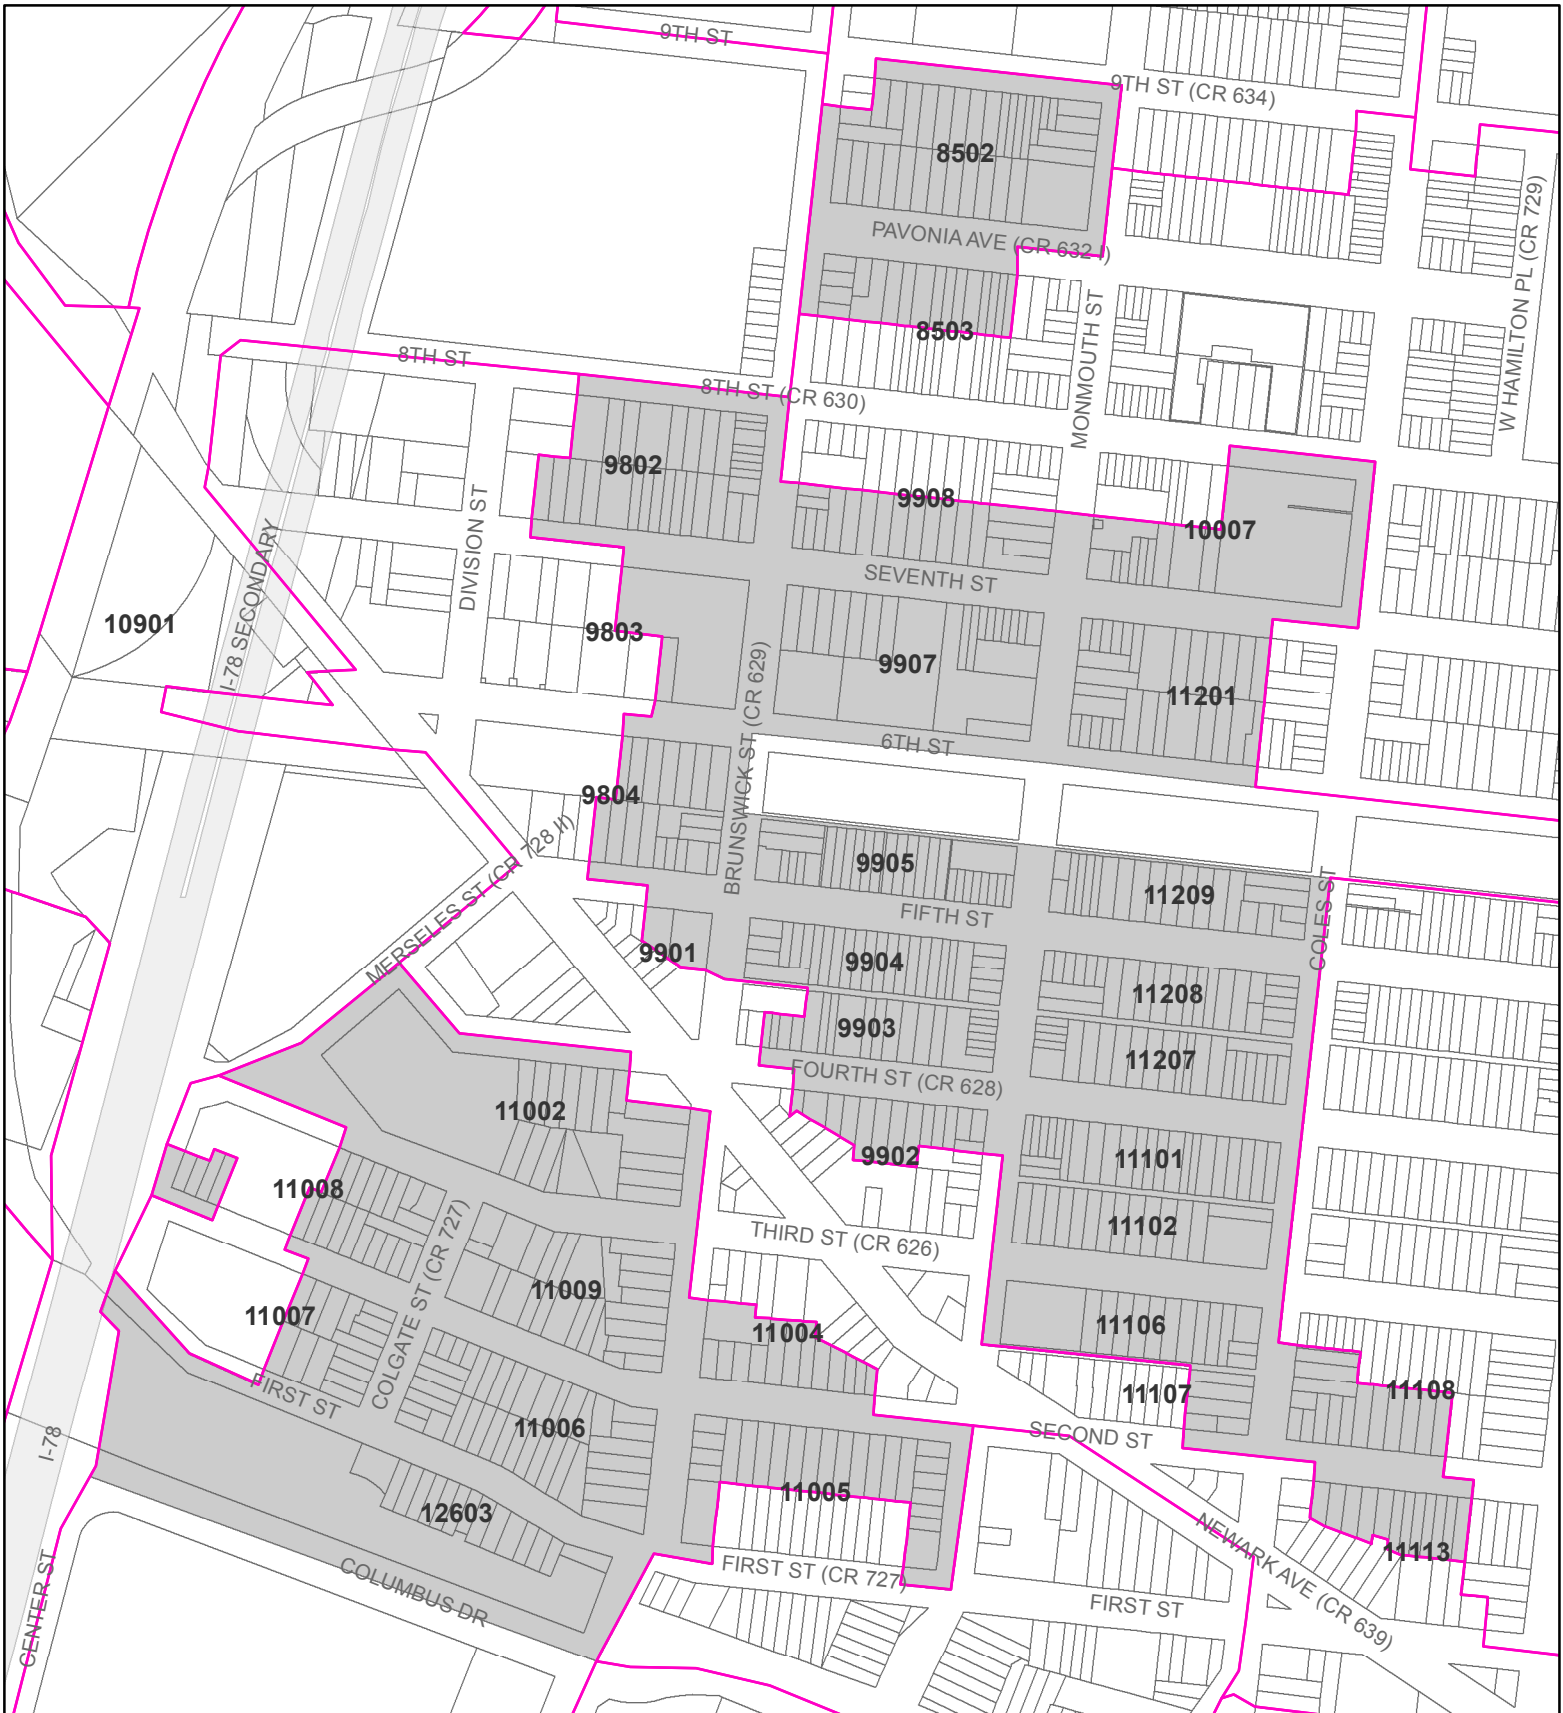 9TH ST
9TH ST (CR 634)
8502
PAVONIA AVE (CR 632 I)
W HAMILTON PL (CR 729)
8503
MONMOUTH ST
8TH ST
8TH ST (CR 630)
9802
9908
10007
DIVISION ST
SEVENTH ST
I-78 SECONDARY
10901
9803
9907
11201
BRUNSWICK ST (CR 629)
6TH ST
9804
MERSELES ST (CR 728 II)
9905
11209
FIFTH ST
COLES ST
9901
9904
11208
9903
11207
FOURTH ST (CR 628)
11002
9902
11101
11008
11102
THIRD ST (CR 626)
COLGATE ST (CR 727)
11009
11007
11004
11106
FIRST ST
11107
11108
11006
SECOND ST
I-78
11005
12603
NEWARK AVE (CR 639)
11113
FIRST ST (CR 727)
COLUMBUS DR
FIRST ST
CENTER ST